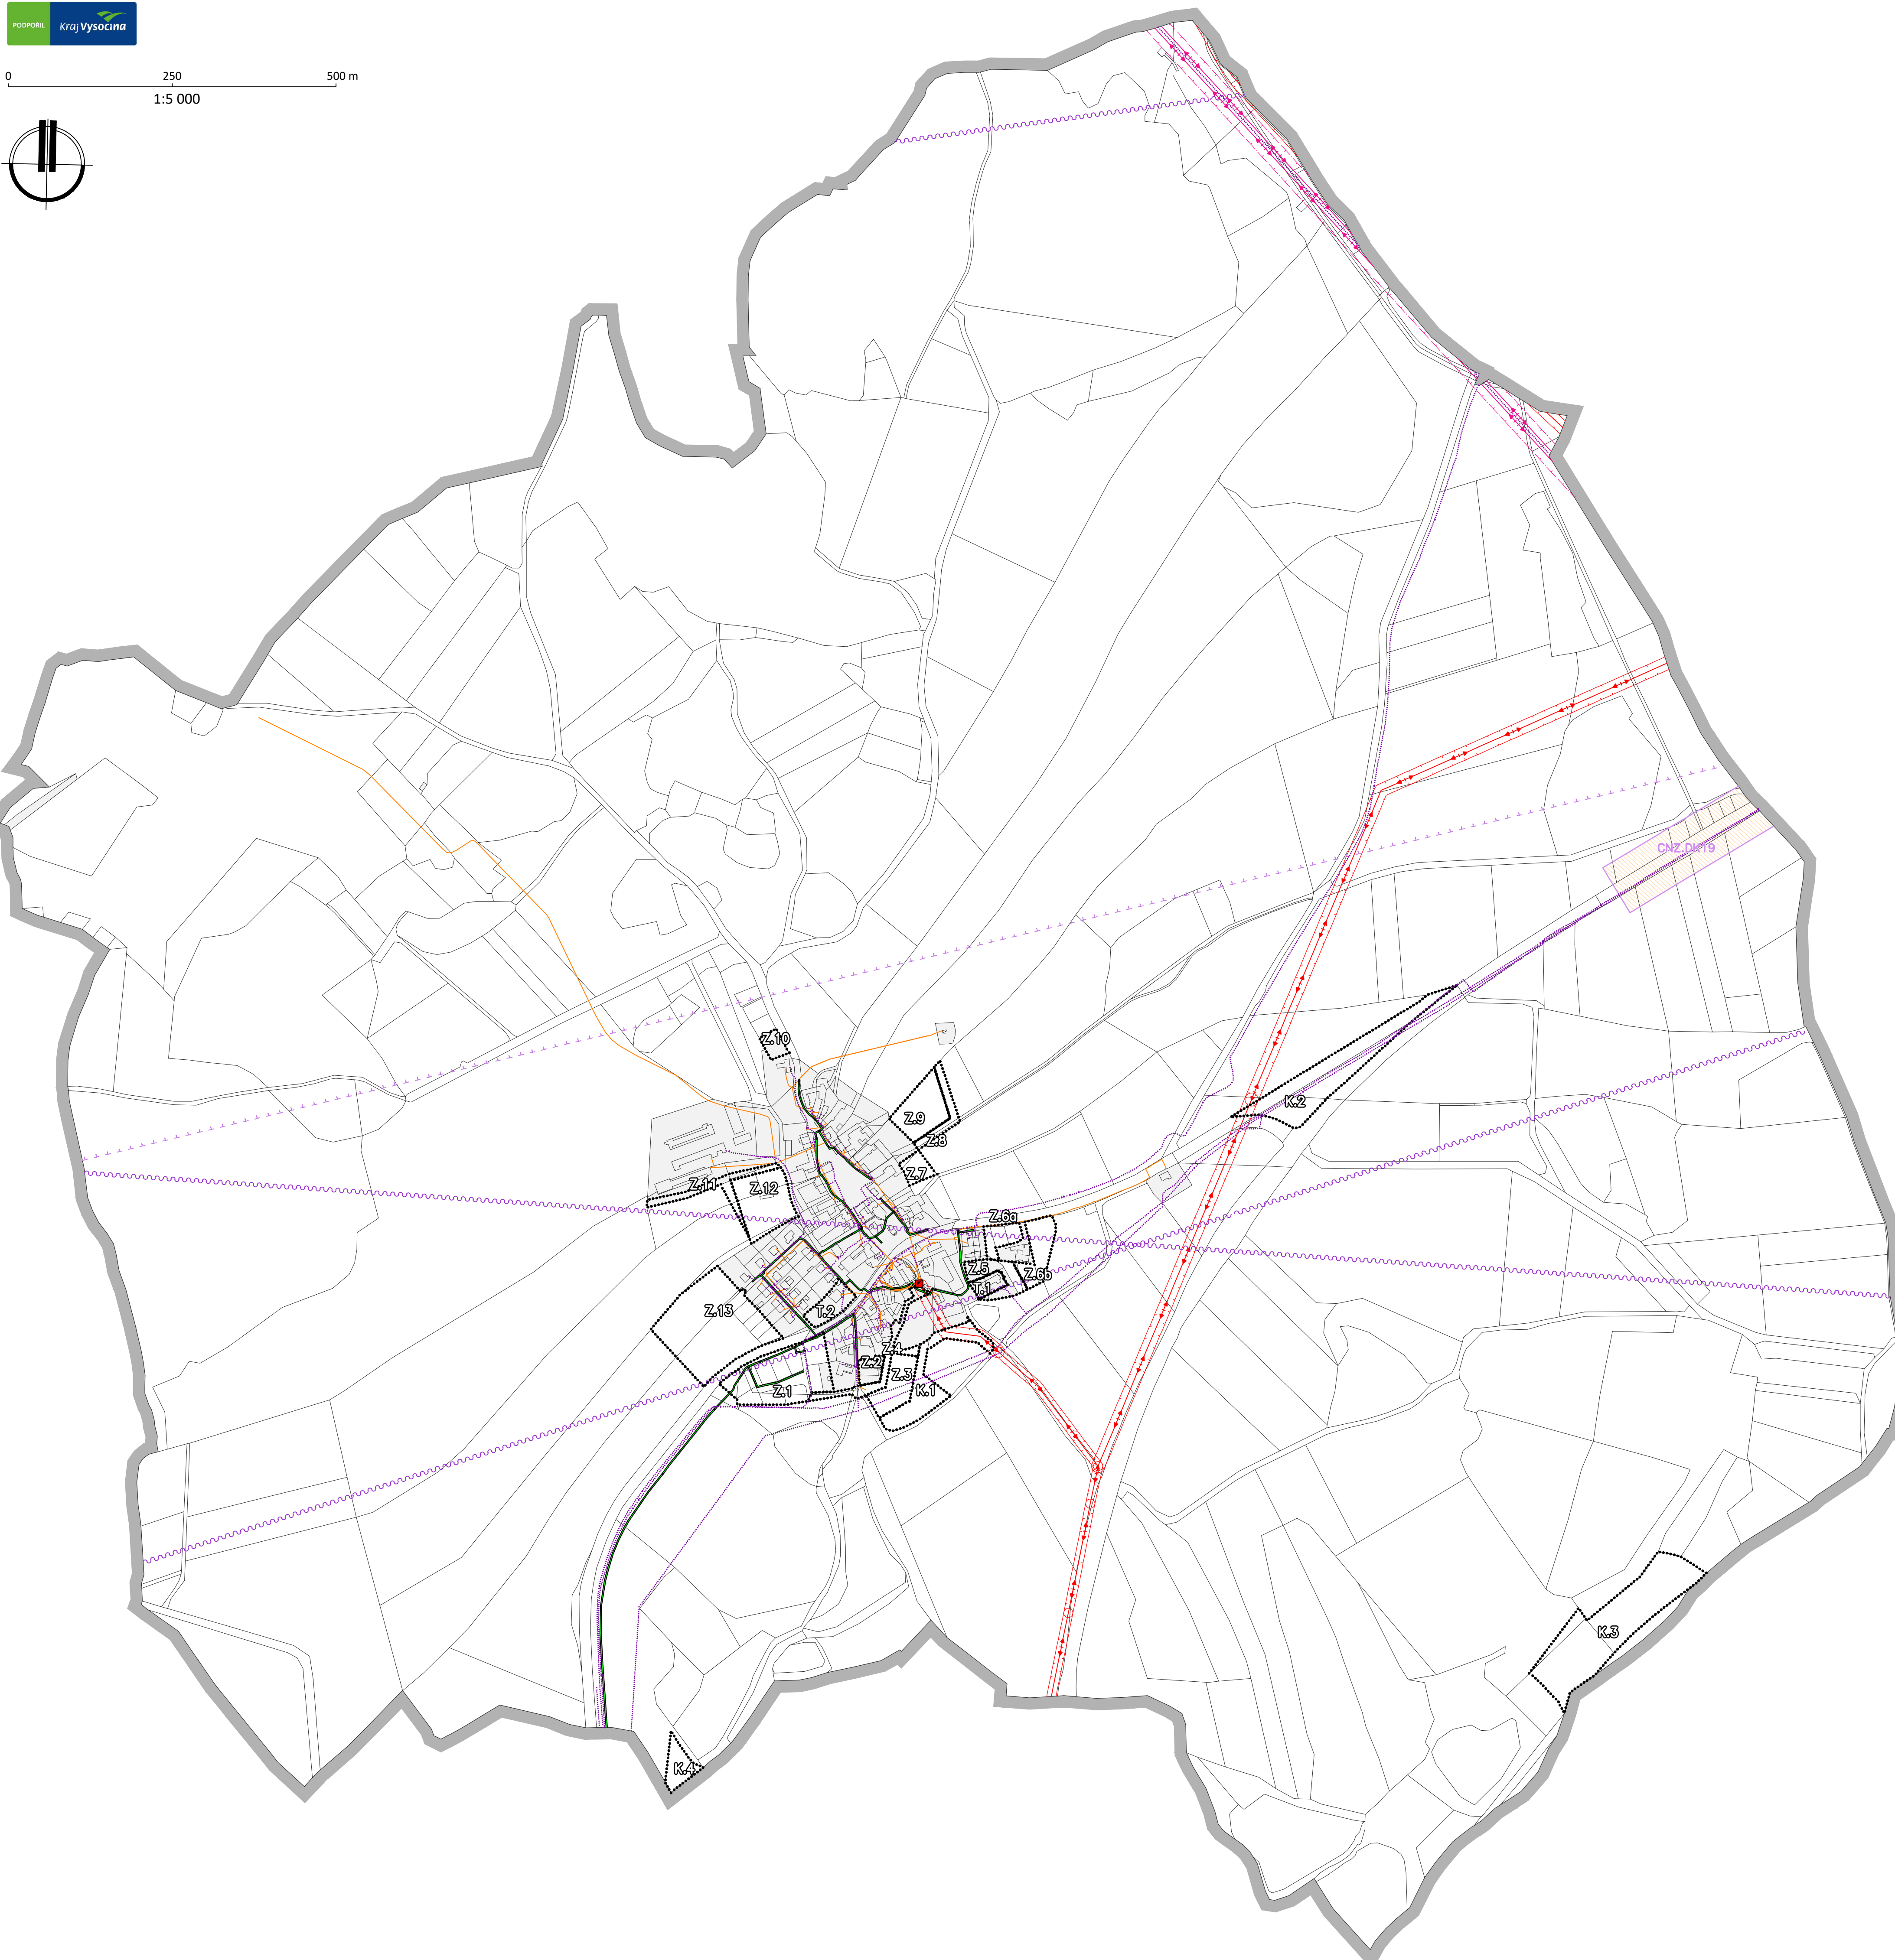 PODPOŘIL Kraj Vysočina
0 250 500 m
1:5 000
CNZ.DK19
Z.10
K.2
Z.9
Z.8
Z.7
Z.11
Z.12
Z.6a
Z.5
Z.6b
T.1
Z.13
T.2
Z.4
Z.2
Z.3
Z.1
K.1
K.3
K.4